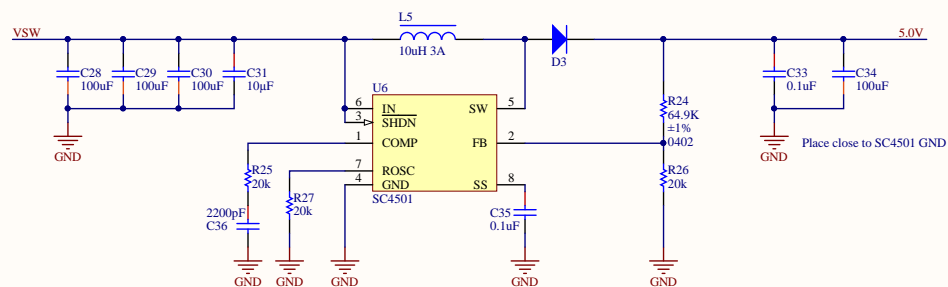 VSW
L5
10uH 3A
D3
5.0V
C28
100uF
C29
100uF
C30
100uF
C31
10µF
GND
U6
6 IN
3 SHDN
1 COMP
7 ROSC
4 GND
SW 5
FB 2
SS 8
SC4501
R24
64.9K
±1%
0402
R26
20k
C33
0.1uF
C34
100uF
GND
Place close to SC4501 GND
R25
20k
R27
20k
2200pF
C36
C35
0.1uF
GND
GND
GND
GND
GND